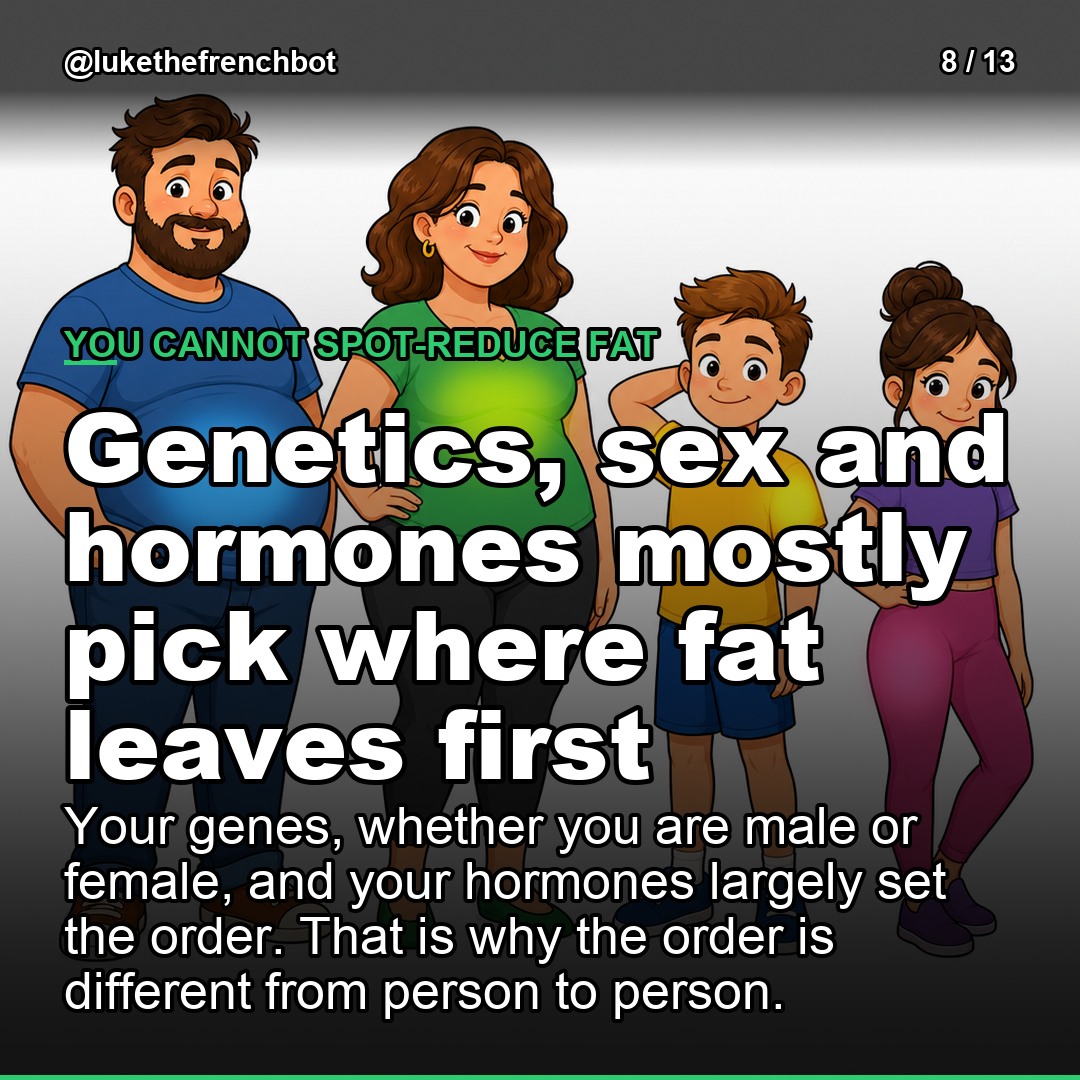 @lukethefrenchbot
8 / 13
YOU CANNOT SPOT-REDUCE FAT
Genetics, sex and
hormones mostly
pick where fat
leaves first
Your genes, whether you are male or
female, and your hormones largely set
the order. That is why the order is
different from person to person.